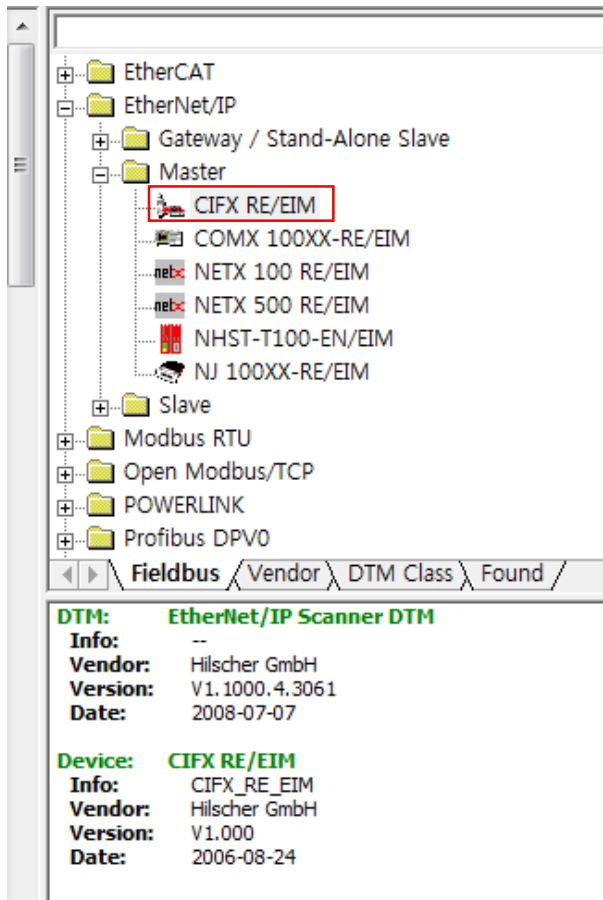 EtherCAT
EtherNet/IP
Gateway / Stand-Alone Slave
Master
CIFX RE/EIM
COMX 100XX-RE/EIM
netx NETX 100 RE/EIM
netx NETX 500 RE/EIM
NHST-T100-EN/EIM
NJ 100XX-RE/EIM
Slave
Modbus RTU
Open Modbus/TCP
POWERLINK
Profibus DPV0
Fieldbus Vendor DTM Class Found
DTM: EtherNet/IP Scanner DTM
Info: --
Vendor: Hilscher GmbH
Version: V1.1000.4.3061
Date: 2008-07-07
Device: CIFX RE/EIM
Info: CIFX_RE_EIM
Vendor: Hilscher GmbH
Version: V1.000
Date: 2006-08-24